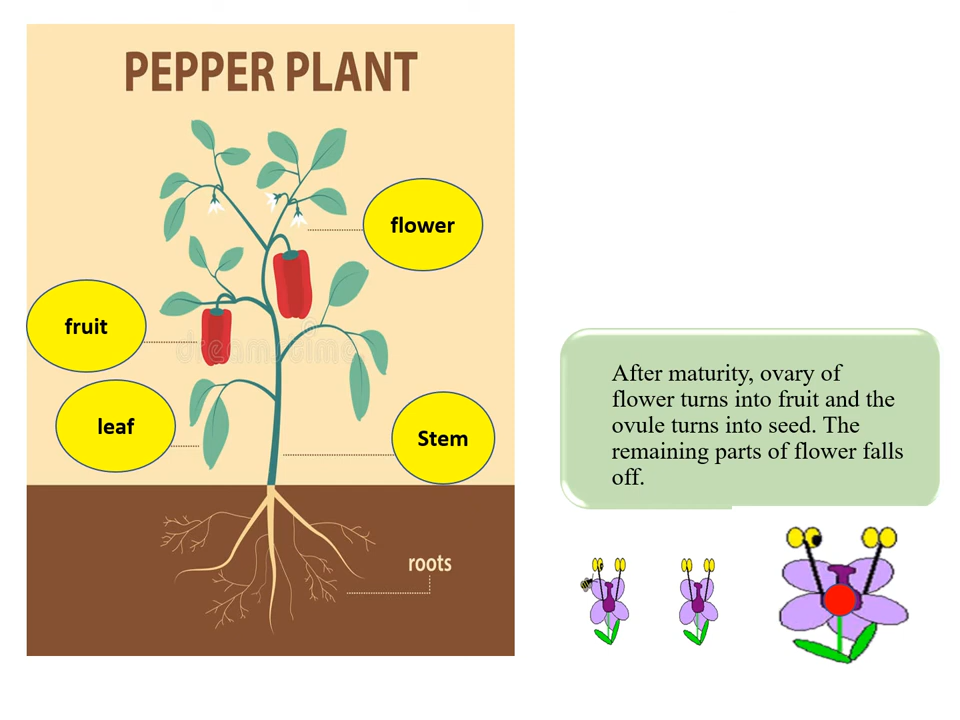 PEPPER PLANT
flower
fruit
dreamstime
leaf
Stem
roots
After maturity, ovary of
flower turns into fruit and the
ovule turns into seed. The
remaining parts of flower falls
off.